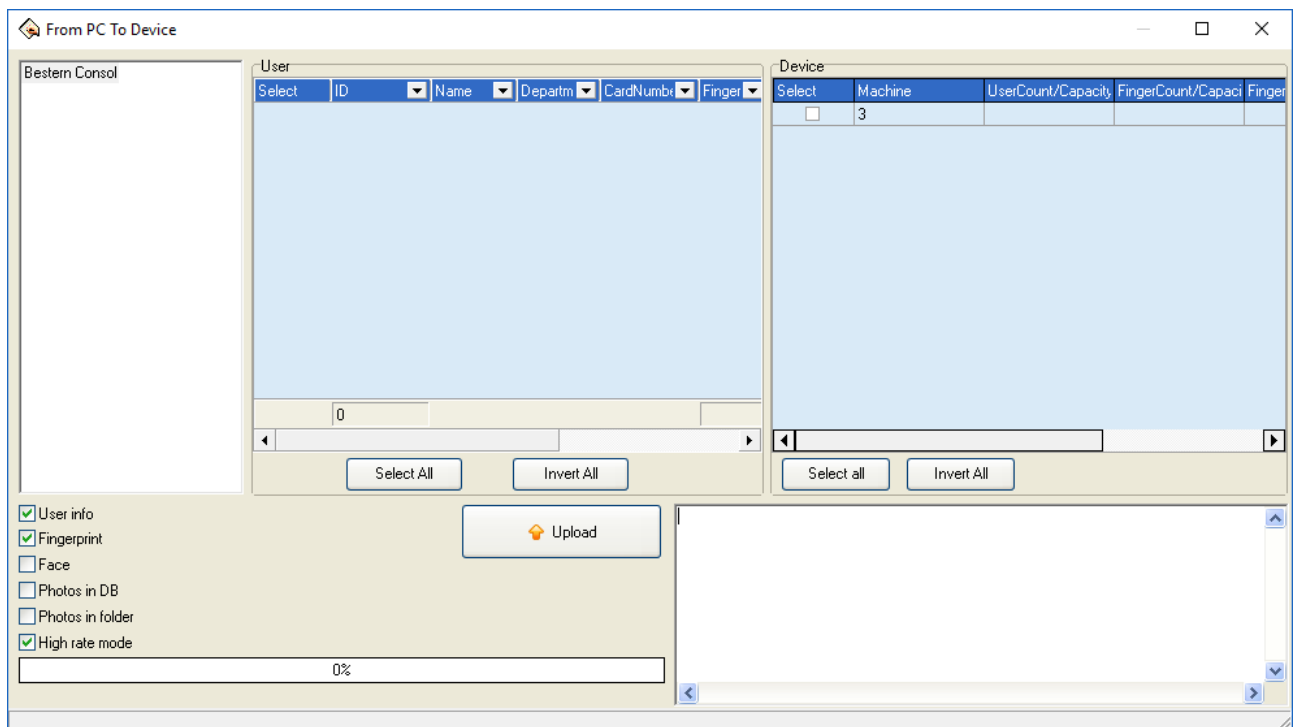 From PC To Device
Bestern Consol
User
Select ID Name Departm CardNumbe Finger
0
Select All Invert All
Device
Select Machine UserCount/Capacity FingerCount/Capaci Finger
3
Select all Invert All
User info
Fingerprint
Face
Photos in DB
Photos in folder
High rate mode
Upload
0%